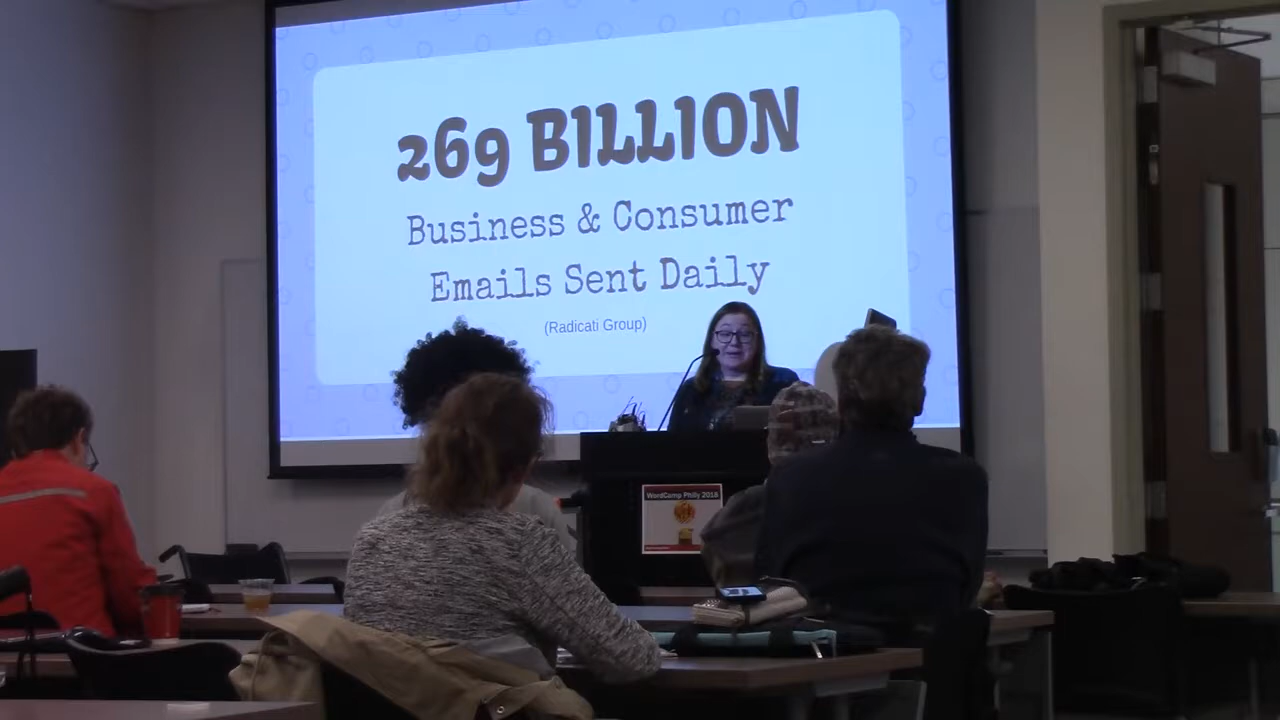 269 BILLION
Business & Consumer
Emails Sent Daily
(Radicati Group)
WordCamp Philly 2018